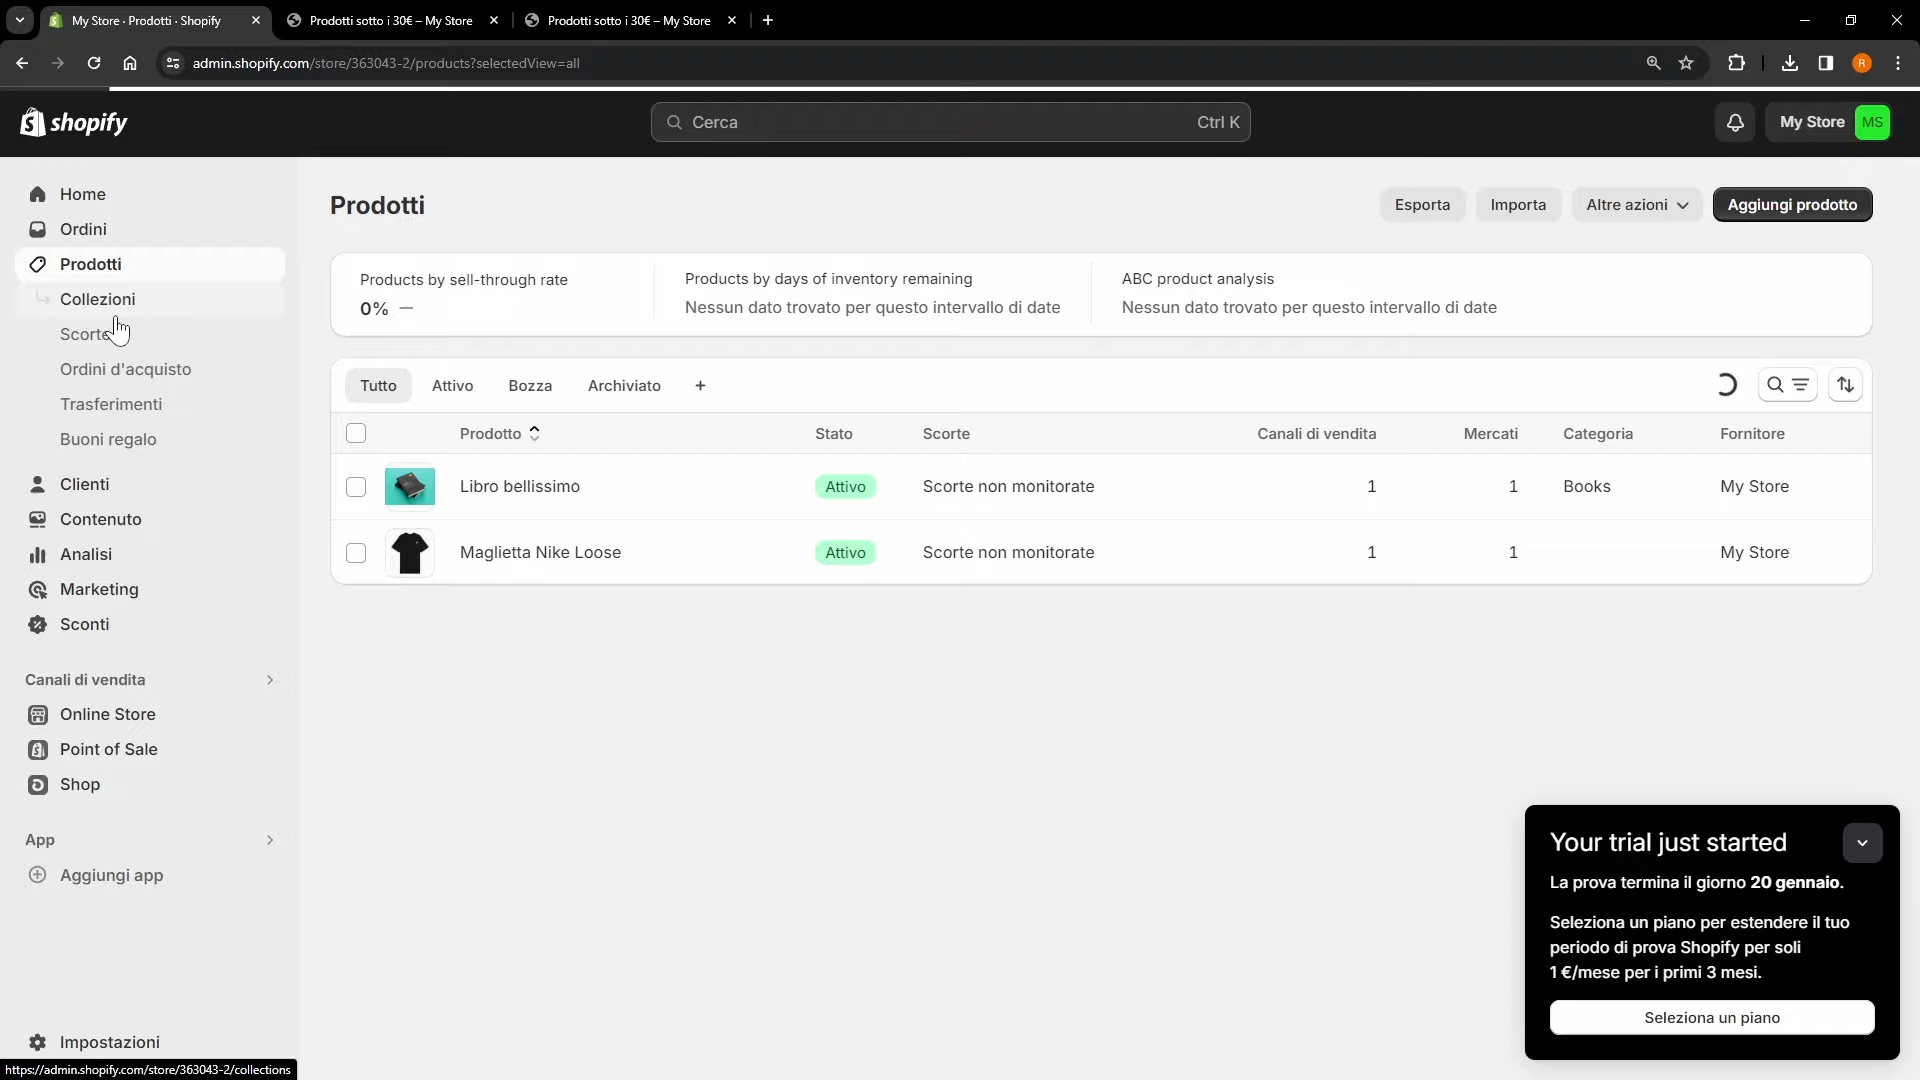 My Store · Prodotti · Shopify
Prodotti sotto i 30€ – My Store
Prodotti sotto i 30€ – My Store
admin.shopify.com/store/363043-2/products?selectedView=all
R
shopify
Cerca
Ctrl K
My Store
MS
Home
Ordini
Prodotti
Collezioni
Scorte
Ordini d'acquisto
Trasferimenti
Buoni regalo
Clienti
Contenuto
Analisi
Marketing
Sconti
Canali di vendita
Online Store
Point of Sale
Shop
App
Aggiungi app
Impostazioni
https://admin.shopify.com/store/363043-2/collections
Prodotti
Esporta
Importa
Altre azioni
Aggiungi prodotto
Products by sell-through rate
0% —
Products by days of inventory remaining
Nessun dato trovato per questo intervallo di date
ABC product analysis
Nessun dato trovato per questo intervallo di date
Tutto
Attivo
Bozza
Archiviato
+
Prodotto
Stato
Scorte
Canali di vendita
Mercati
Categoria
Fornitore
Libro bellissimo
Attivo
Scorte non monitorate
1
1
Books
My Store
Maglietta Nike Loose
Attivo
Scorte non monitorate
1
1
My Store
Your trial just started
La prova termina il giorno 20 gennaio.
Seleziona un piano per estendere il tuo
periodo di prova Shopify per soli
1 €/mese per i primi 3 mesi.
Seleziona un piano